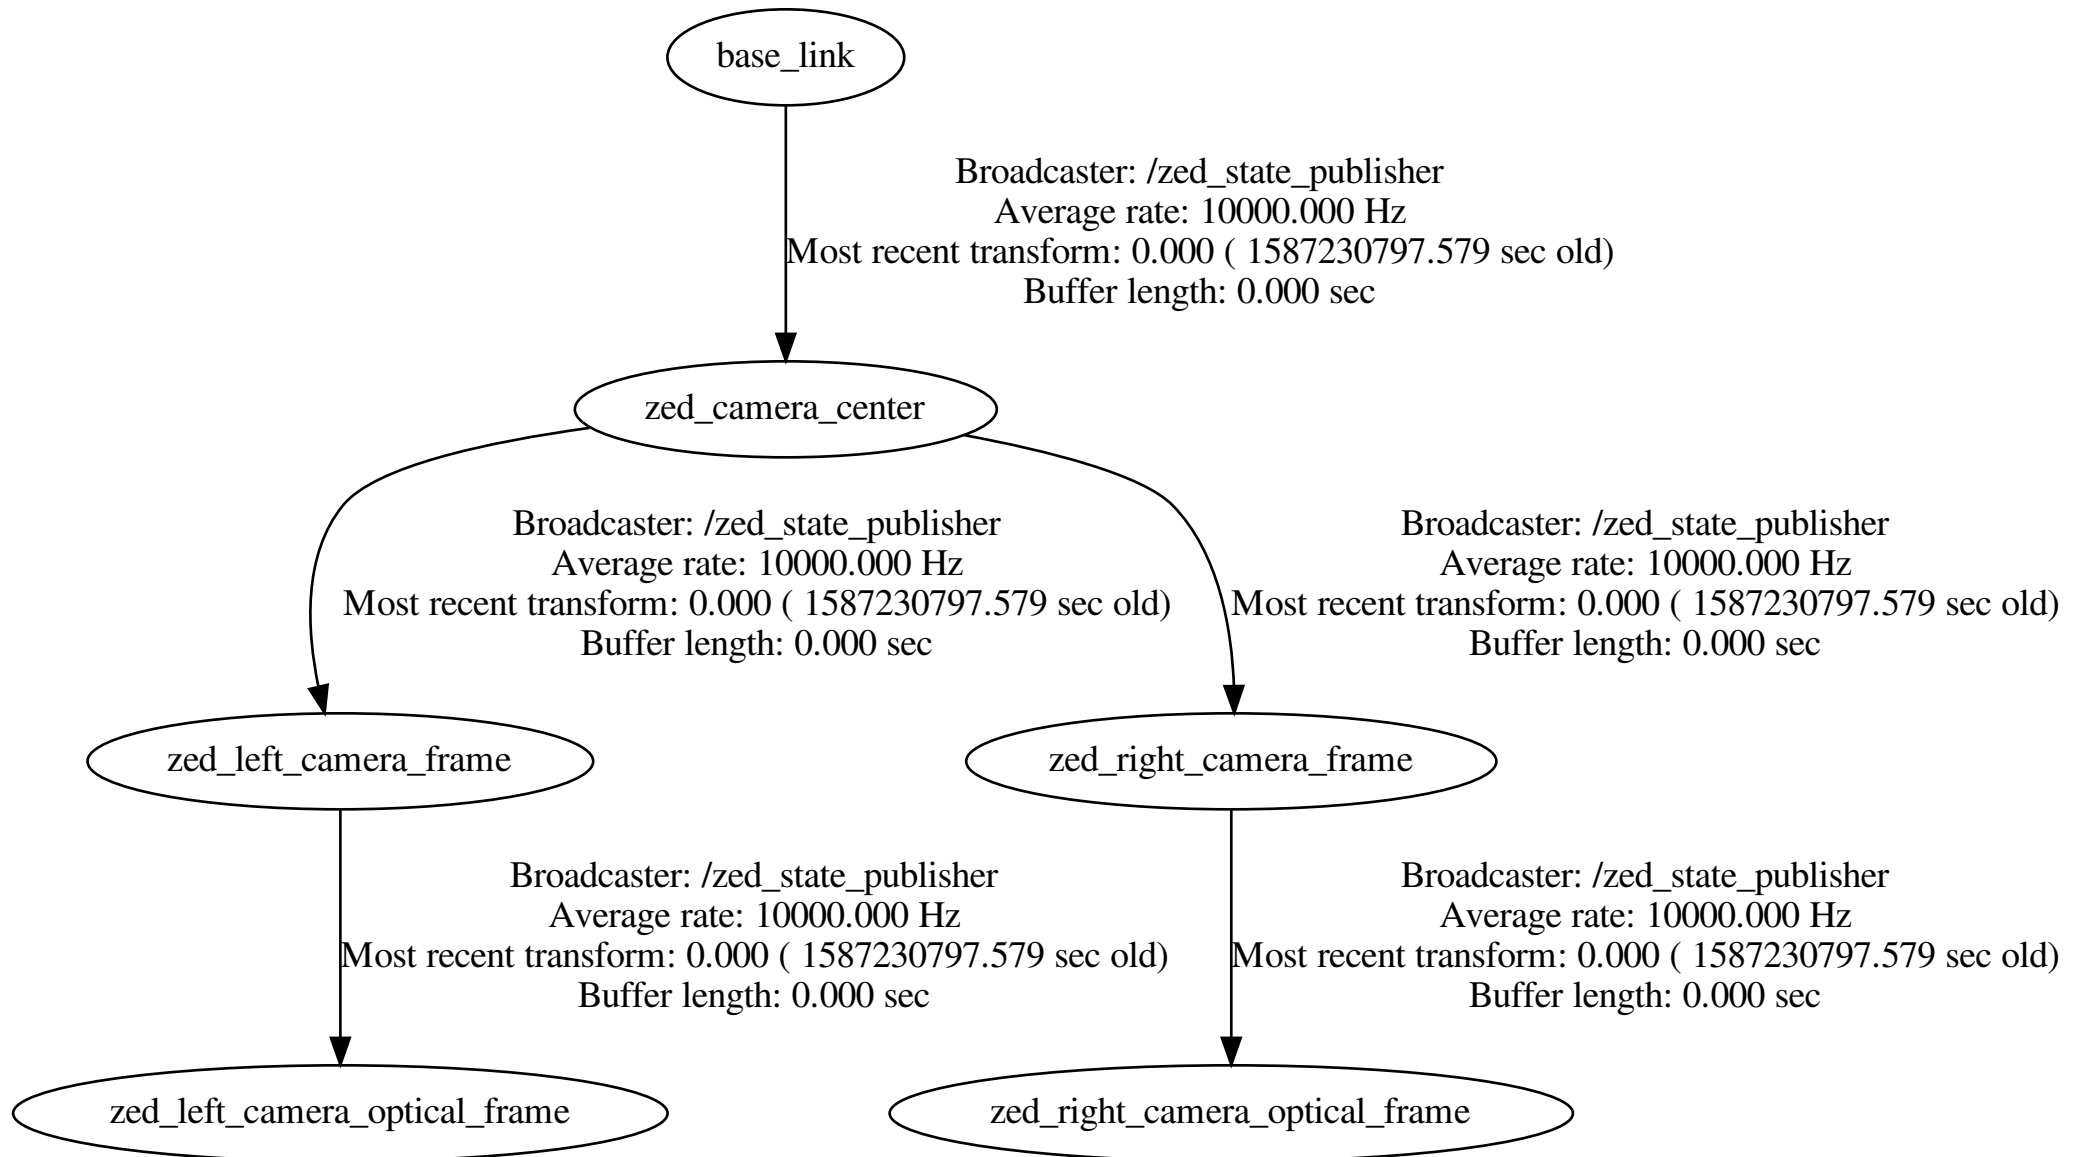 base_link
Broadcaster: /zed_state_publisher
Average rate: 10000.000 Hz
Most recent transform: 0.000 ( 1587230797.579 sec old)
Buffer length: 0.000 sec
zed_camera_center
Broadcaster: /zed_state_publisher
Average rate: 10000.000 Hz
Most recent transform: 0.000 ( 1587230797.579 sec old)
Buffer length: 0.000 sec
Broadcaster: /zed_state_publisher
Average rate: 10000.000 Hz
Most recent transform: 0.000 ( 1587230797.579 sec old)
Buffer length: 0.000 sec
zed_left_camera_frame
zed_right_camera_frame
Broadcaster: /zed_state_publisher
Average rate: 10000.000 Hz
Most recent transform: 0.000 ( 1587230797.579 sec old)
Buffer length: 0.000 sec
Broadcaster: /zed_state_publisher
Average rate: 10000.000 Hz
Most recent transform: 0.000 ( 1587230797.579 sec old)
Buffer length: 0.000 sec
zed_left_camera_optical_frame
zed_right_camera_optical_frame